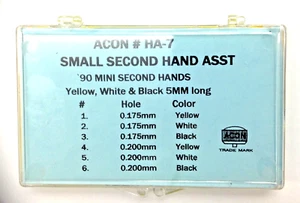 ACON # HA-7
SMALL SECOND HAND ASST
'90 MINI SECOND HANDS
Yellow, White & Black 5MM long
# Hole Color
1. 0.175mm Yellow
2. 0.175mm White
3. 0.175mm Black
4. 0.200mm Yellow
5. 0.200mm White
6. 0.200mm Black
ACON
TRADE MARK